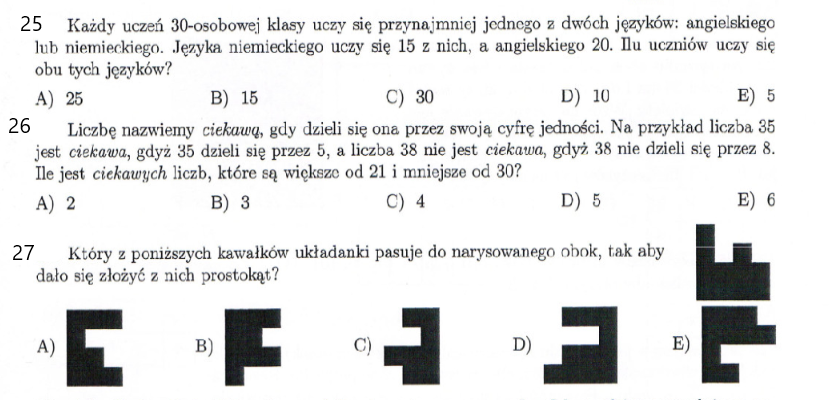 25 Każdy uczeń 30-osobowej klasy uczy się przynajmniej jednego z dwóch języków: angielskiego
lub niemieckiego. Języka niemieckiego uczy się 15 z nich, a angielskiego 20. Ilu uczniów uczy się
obu tych języków?
A) 25 B) 15 C) 30 D) 10 E) 5
26 Liczbę nazwiemy ciekawą, gdy dzieli się ona przez swoją cyfrę jedności. Na przykład liczba 35
jest ciekawa, gdyż 35 dzieli się przez 5, a liczba 38 nie jest ciekawa, gdyż 38 nie dzieli się przez 8.
Ile jest ciekawych liczb, które są większe od 21 i mniejsze od 30?
A) 2 B) 3 C) 4 D) 5 E) 6
27 Który z poniższych kawałków układanki pasuje do narysowanego obok, tak aby
dało się złożyć z nich prostokąt?
A) B) C) D) E)